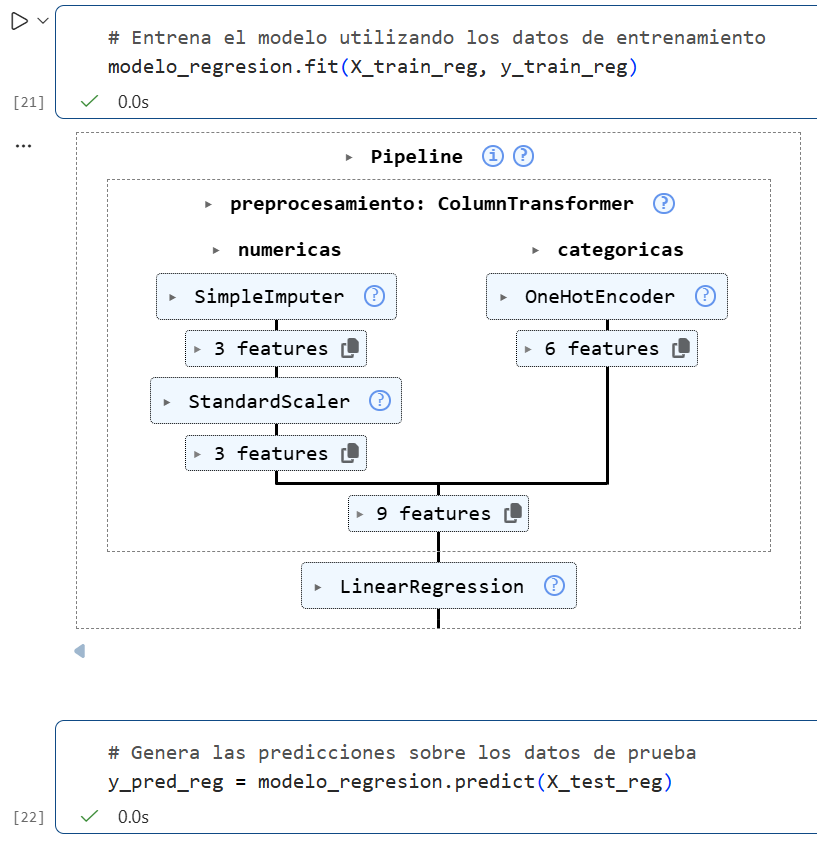 # Entrena el modelo utilizando los datos de entrenamiento
modelo_regresion.fit(X_train_reg, y_train_reg)
[21] 0.0s
...
Pipeline i ?
preprocesamiento: ColumnTransformer ?
numericas categoricas
SimpleImputer ? OneHotEncoder ?
3 features 6 features
StandardScaler ?
3 features
9 features
LinearRegression ?
# Genera las predicciones sobre los datos de prueba
y_pred_reg = modelo_regresion.predict(X_test_reg)
[22] 0.0s